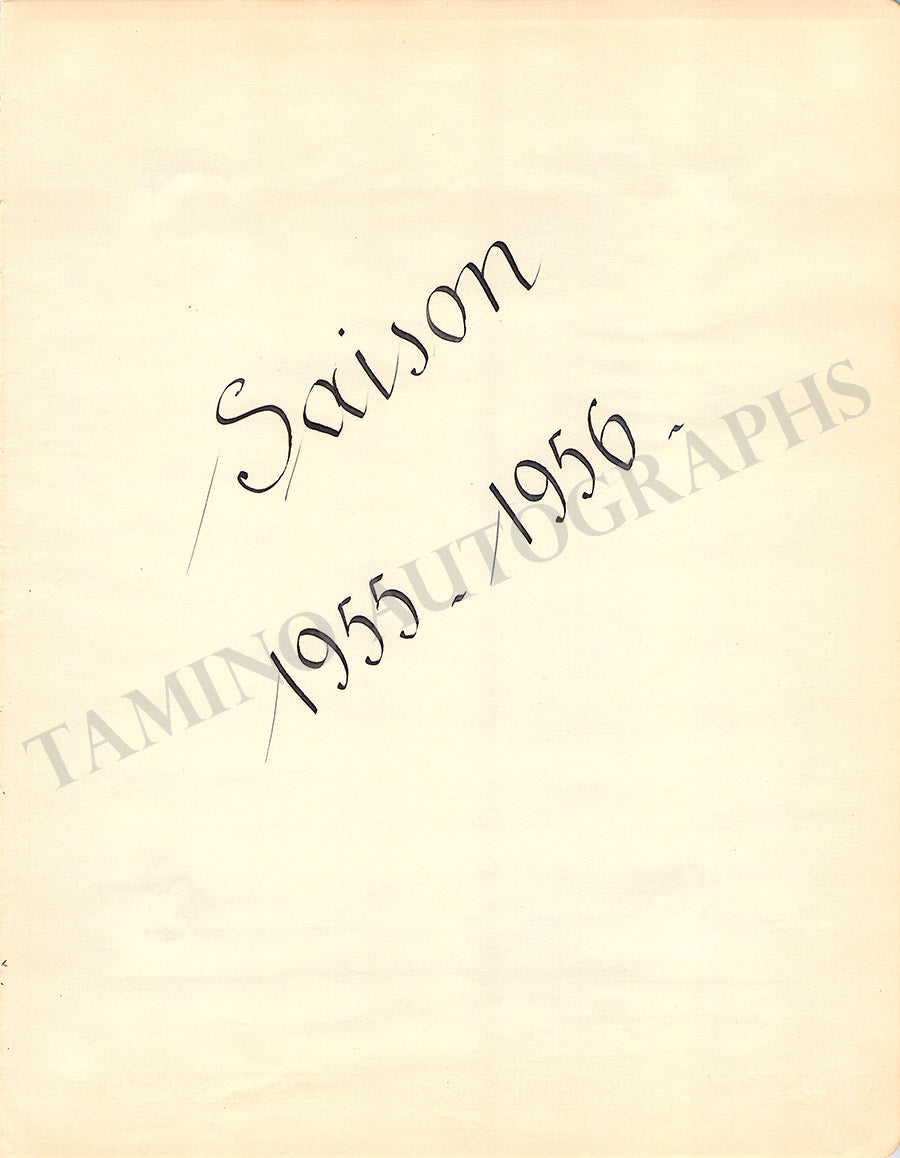 Saison
1955 - 1956 -
TAMINO AUTOGRAPHS